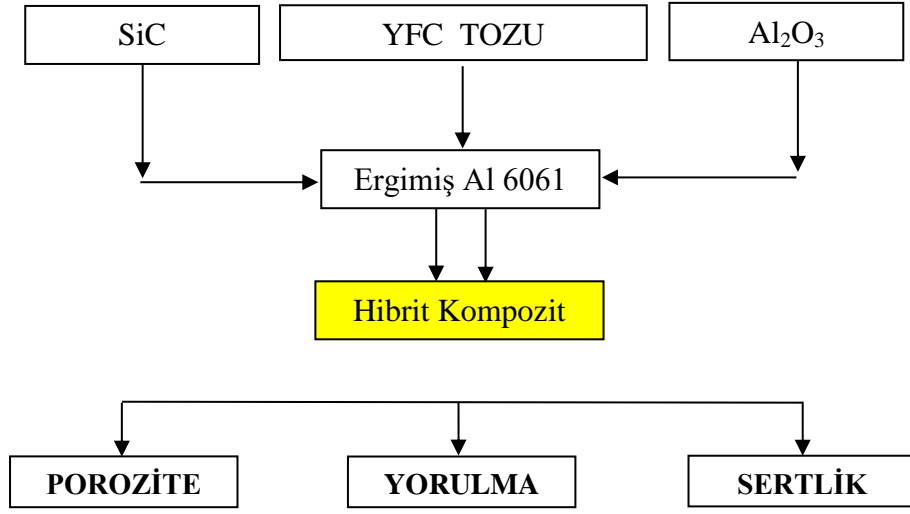 SiC
YFC TOZU
Al₂O₃
Ergimiş Al 6061
Hibrit Kompozit
POROZİTE
YORULMA
SERTLİK